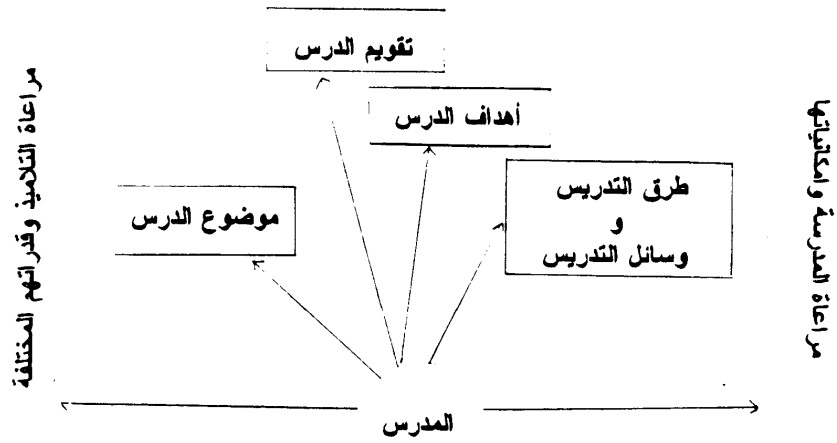 تقويم الدرس
أهداف الدرس
طرق التدريس
و
وسائل التدريس
موضوع الدرس
المدرس
مراعاة المدرسة وامكانياتها
مراعاة التلاميذ وقدراتهم المختلفة